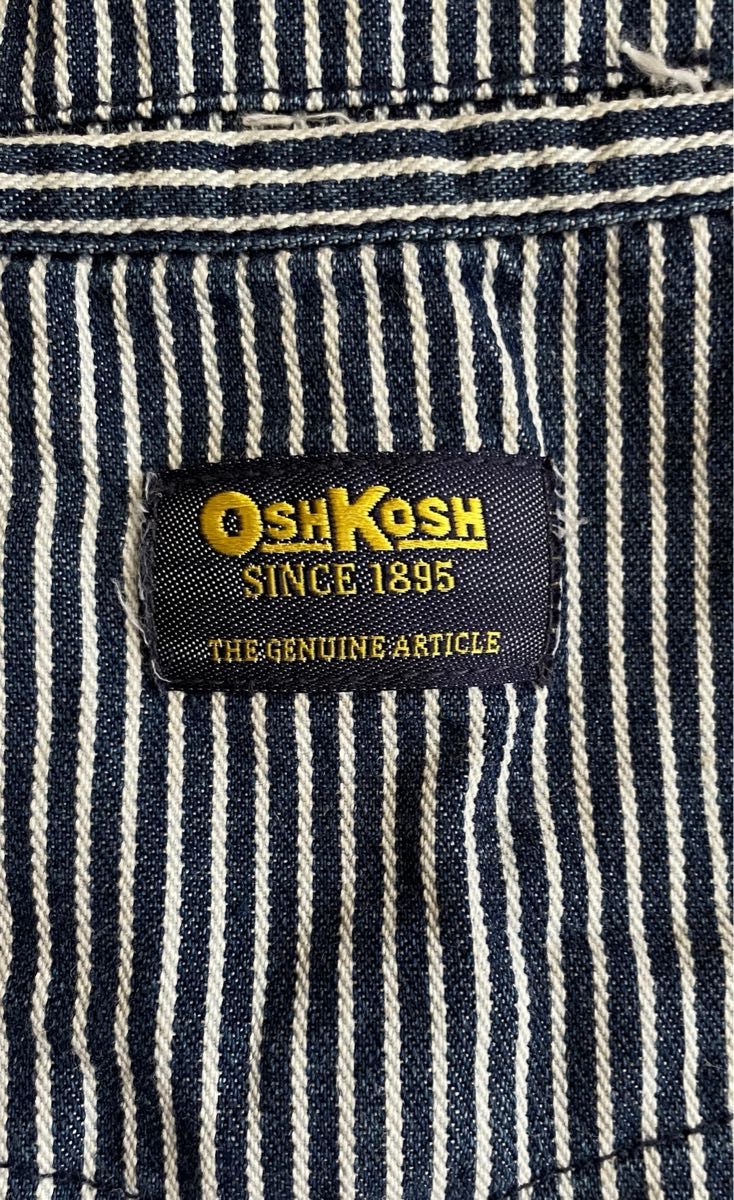 OSHKOSH
SINCE 1895
THE GENUINE ARTICLE